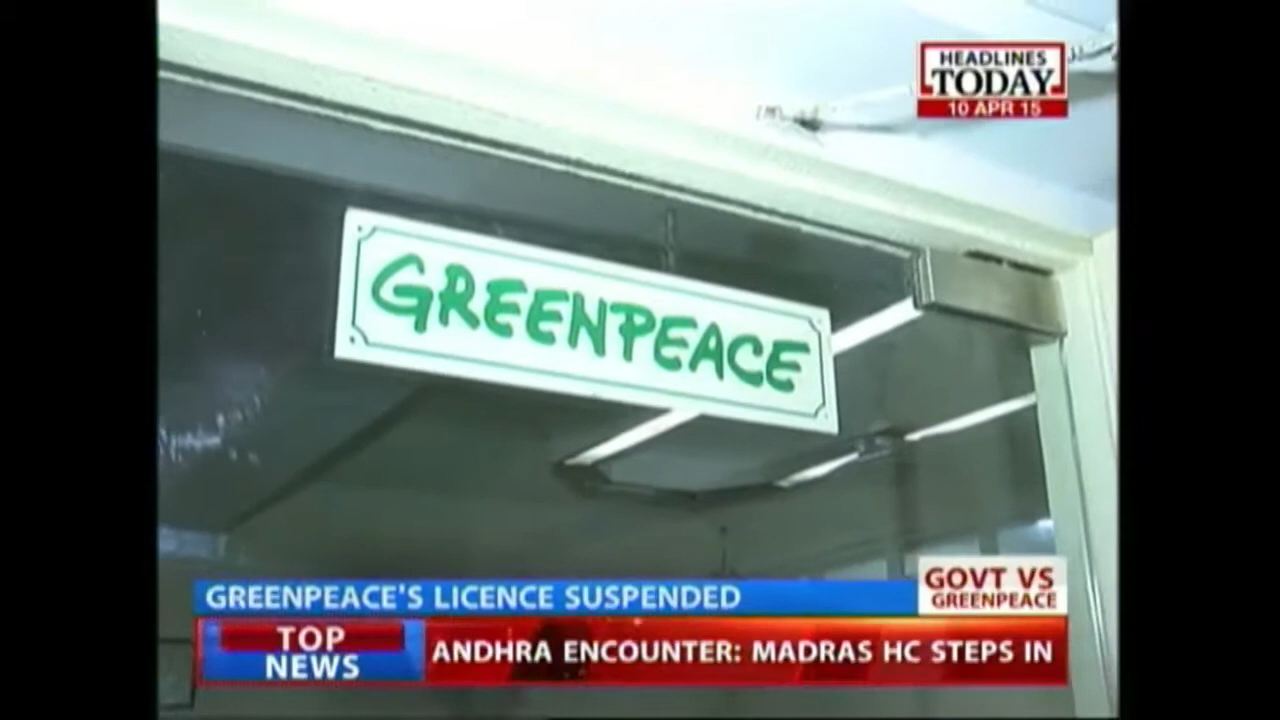 HEADLINES
TODAY
10 APR 15
GREENPEACE
GREENPEACE'S LICENCE SUSPENDED
GOVT VS
GREENPEACE
TOP
NEWS
ANDHRA ENCOUNTER: MADRAS HC STEPS IN